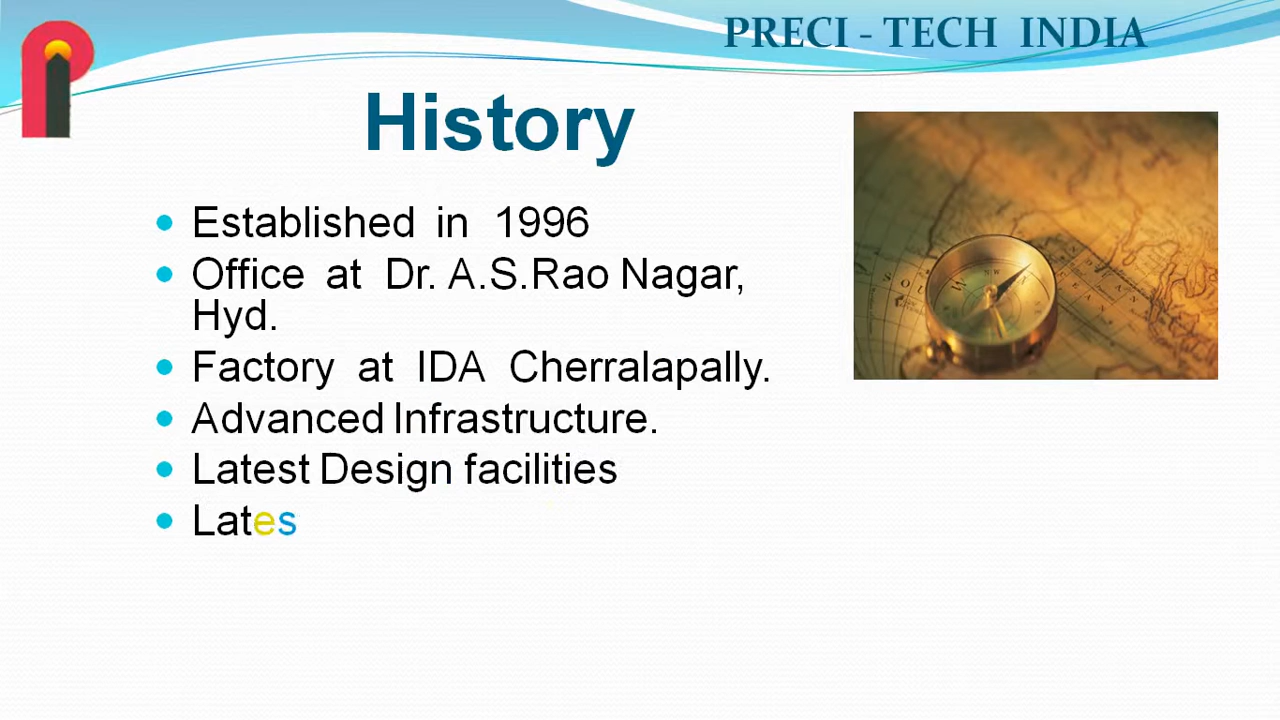 PRECI - TECH INDIA
History
Established in 1996
Office at Dr. A.S.Rao Nagar,
Hyd.
Factory at IDA Cherralapally.
Advanced Infrastructure.
Latest Design facilities
Lates